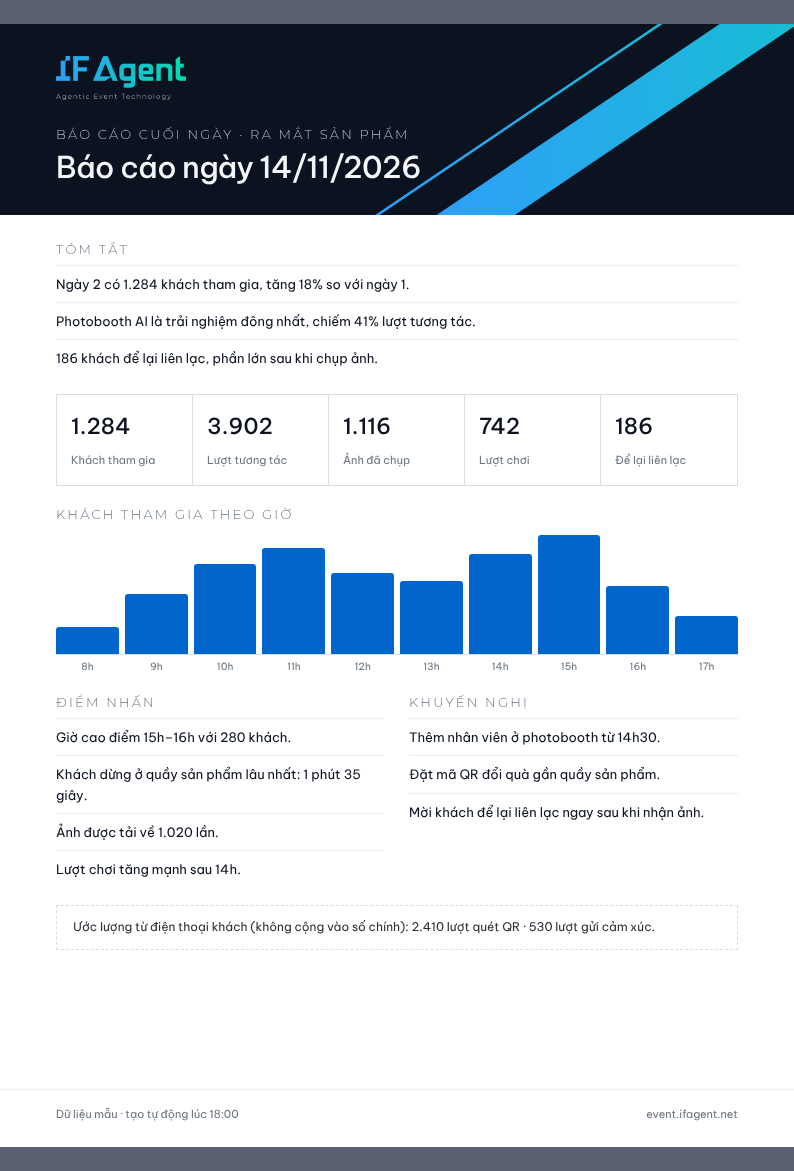 IF Agent
Agentic Event Technology
BÁO CÁO CUỐI NGÀY · RA MẮT SẢN PHẨM
Báo cáo ngày 14/11/2026
TÓM TẮT
Ngày 2 có 1.284 khách tham gia, tăng 18% so với ngày 1.
Photobooth AI là trải nghiệm đông nhất, chiếm 41% lượt tương tác.
186 khách để lại liên lạc, phần lớn sau khi chụp ảnh.
1.284 3.902 1.116 742 186
Khách tham gia Lượt tương tác Ảnh đã chụp Lượt chơi Để lại liên lạc
KHÁCH THAM GIA THEO GIỜ
8h 9h 10h 11h 12h 13h 14h 15h 16h 17h
ĐIỂM NHẤN
Giờ cao điểm 15h–16h với 280 khách.
Khách dừng ở quầy sản phẩm lâu nhất: 1 phút 35
giây.
Ảnh được tải về 1.020 lần.
Lượt chơi tăng mạnh sau 14h.
KHUYẾN NGHỊ
Thêm nhân viên ở photobooth từ 14h30.
Đặt mã QR đổi quà gần quầy sản phẩm.
Mời khách để lại liên lạc ngay sau khi nhận ảnh.
Ước lượng từ điện thoại khách (không cộng vào số chính): 2.410 lượt quét QR · 530 lượt gửi cảm xúc.
Dữ liệu mẫu · tạo tự động lúc 18:00
event.ifagent.net